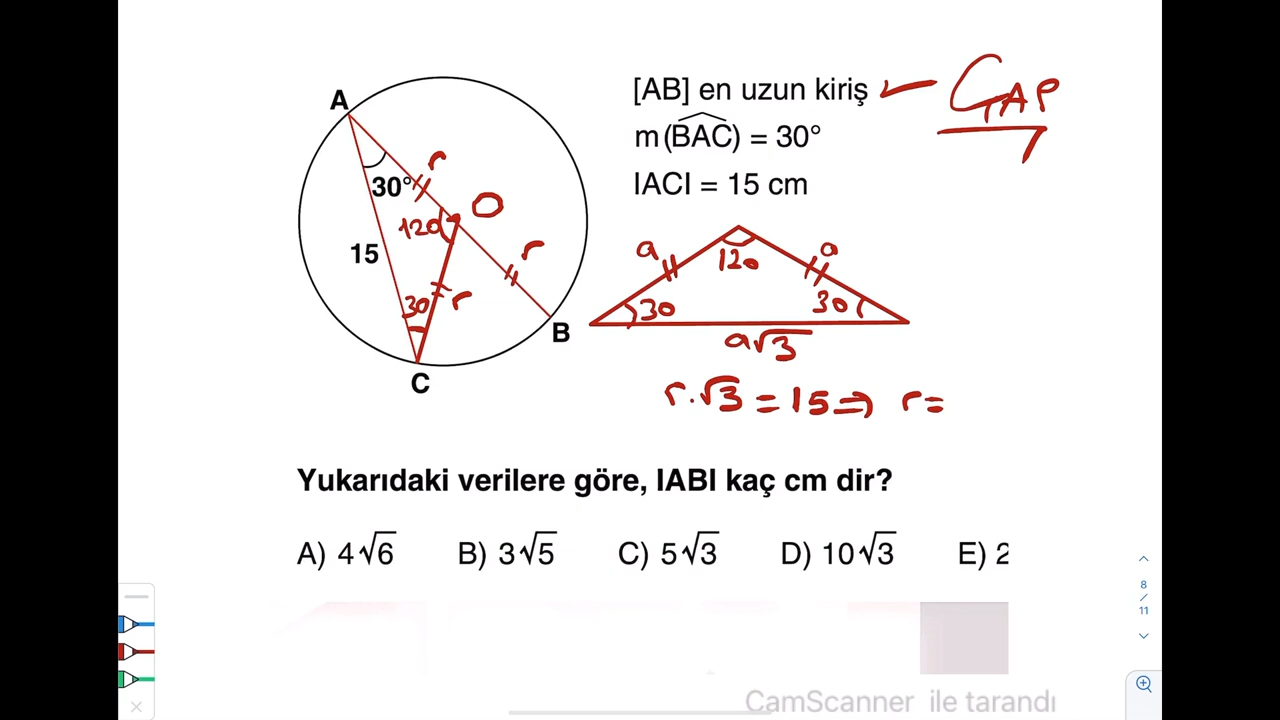 A
30°
r
O
120
15
r
30
r
B
C
[AB] en uzun kiriş
ÇAP
m(BAC) = 30°
IACI = 15 cm
a
120
a
30
30
a√3
r.√3 = 15 ⇒ r=
Yukarıdaki verilere göre, IABI kaç cm dir?
A) 4√6 B) 3√5 C) 5√3 D) 10√3 E) 2
8
/
11
CamScanner ile tarandı